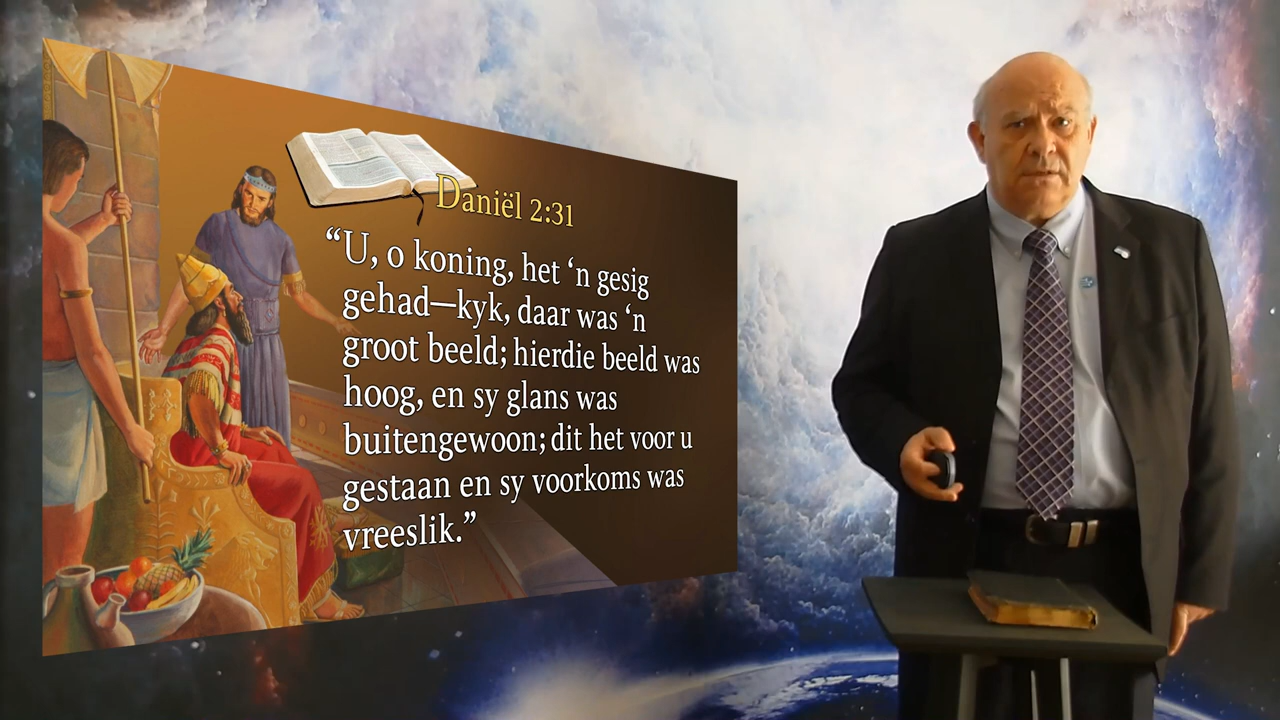 Daniël 2:31
“U, o koning, het ‘n gesig
gehad—kyk, daar was ‘n
groot beeld; hierdie beeld was
hoog, en sy glans was
buitengewoon; dit het voor u
gestaan en sy voorkoms was
vreeslik.”